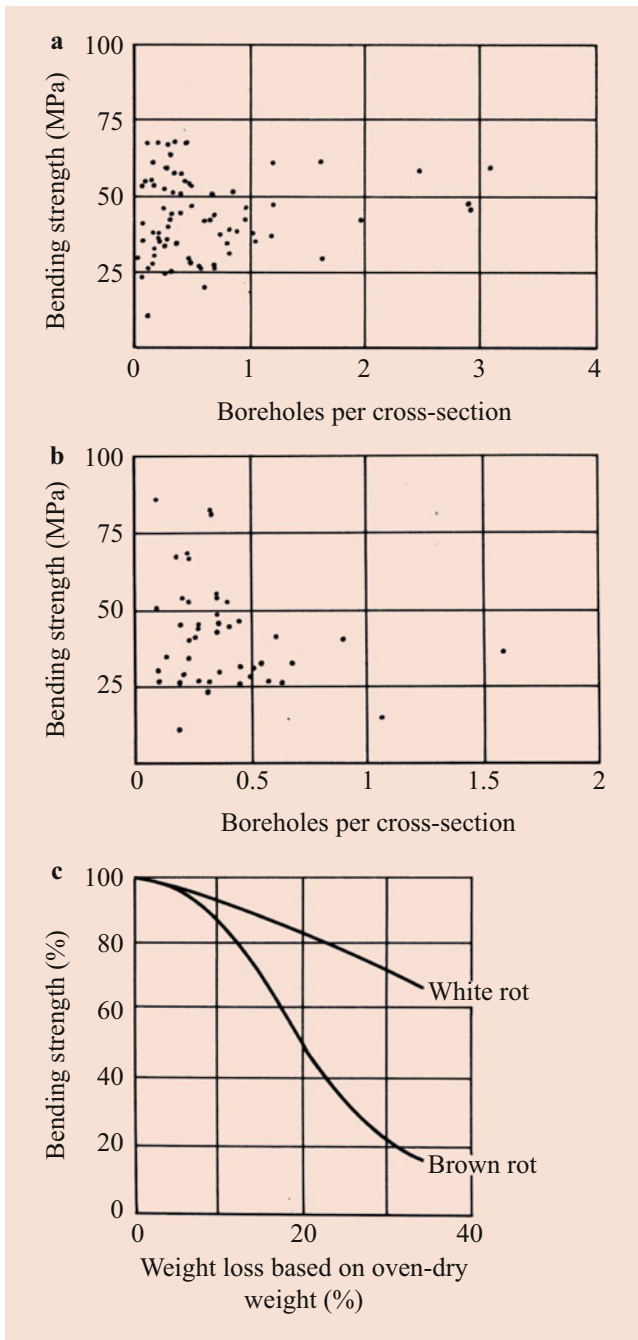 a
100
75
50
25
Bending strength (MPa)
0 1 2 3 4
Boreholes per cross-section
b
100
75
50
25
Bending strength (MPa)
0 0.5 1 1.5 2
Boreholes per cross-section
c
100
80
60
40
20
0
Bending strength (%)
White rot
Brown rot
0 20 40
Weight loss based on oven-dry
weight (%)